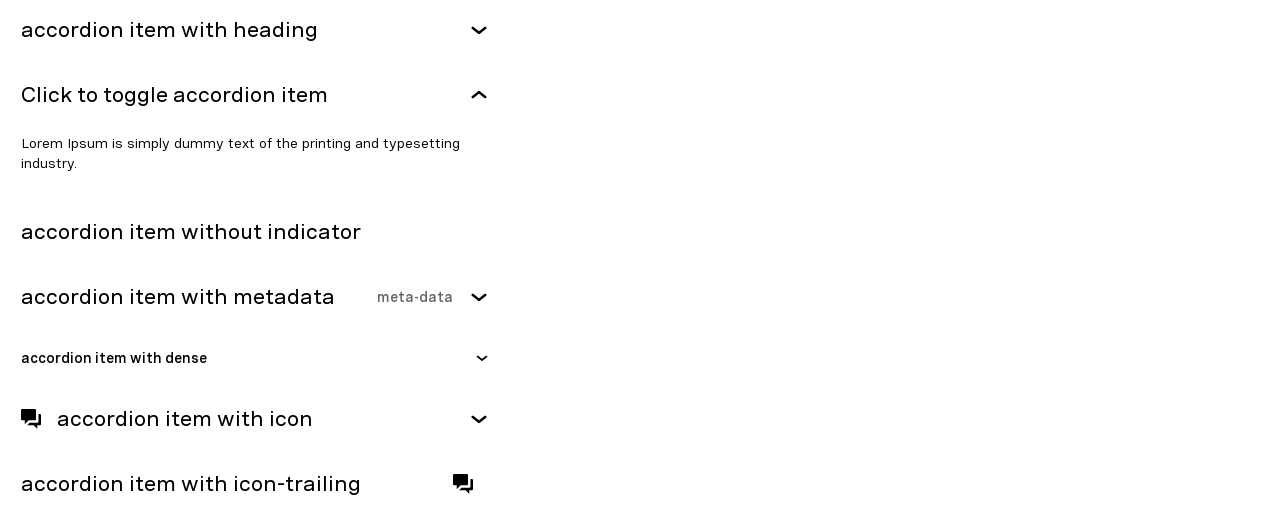 accordion item with heading
Click to toggle accordion item
Lorem Ipsum is simply dummy text of the printing and typesetting
industry.
accordion item without indicator
accordion item with metadata meta-data
accordion item with dense
accordion item with icon
accordion item with icon-trailing